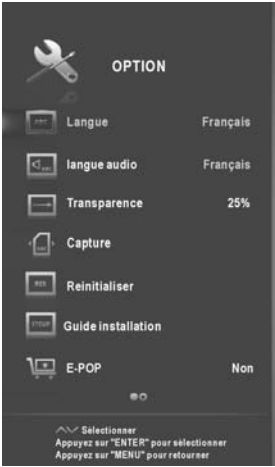 OPTION
Langue Français
langue audio Français
Transparence 25%
Capture
Reinitialiser
Guide installation
E-POP Non
Sélectionner
Appuyez sur "ENTER" pour sélectionner
Appuyez sur "MENU" pour retourner